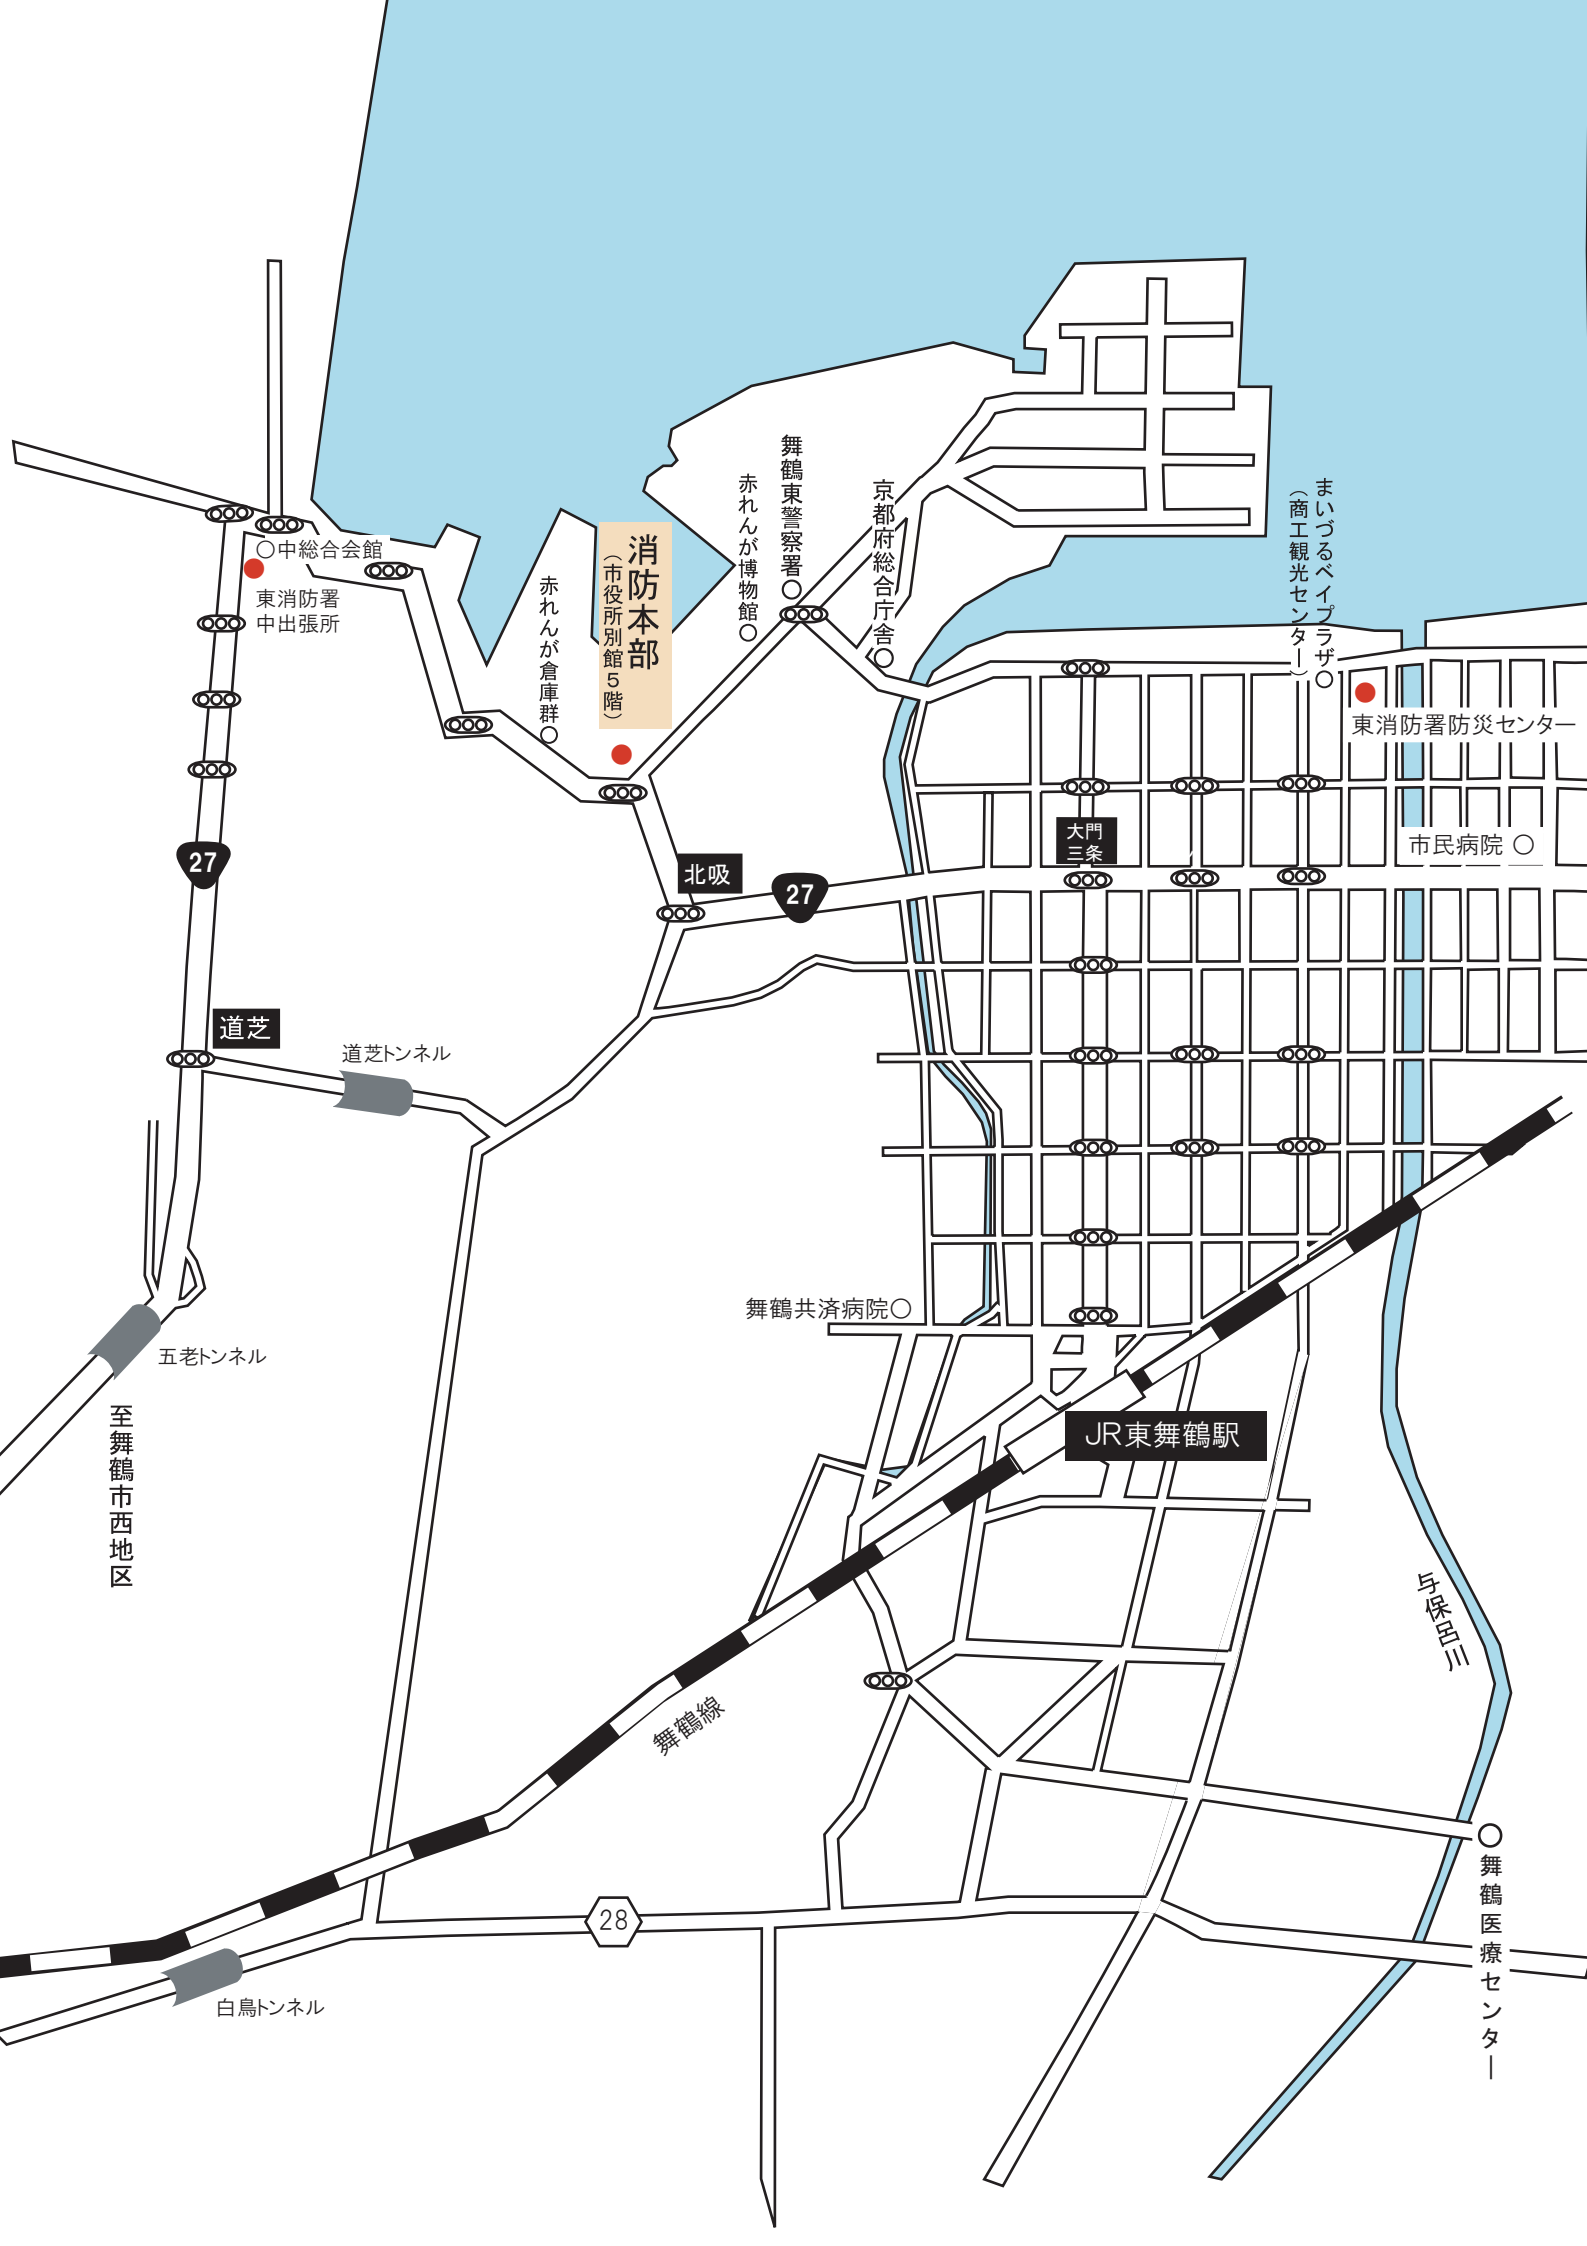 舞鶴東警察署
赤れんが博物館
京都府総合庁舎
まいづるベイプラザ
（商工観光センター）
消防本部
（市役所別館５階）
中総合会館
東消防署
中出張所
赤れんが倉庫群
東消防署防災センター
大門
三条
市民病院
27
北吸
27
道芝
道芝トンネル
舞鶴共済病院
五老トンネル
至舞鶴市西地区
JR東舞鶴駅
与保呂川
舞鶴線
舞鶴医療センター
28
白鳥トンネル